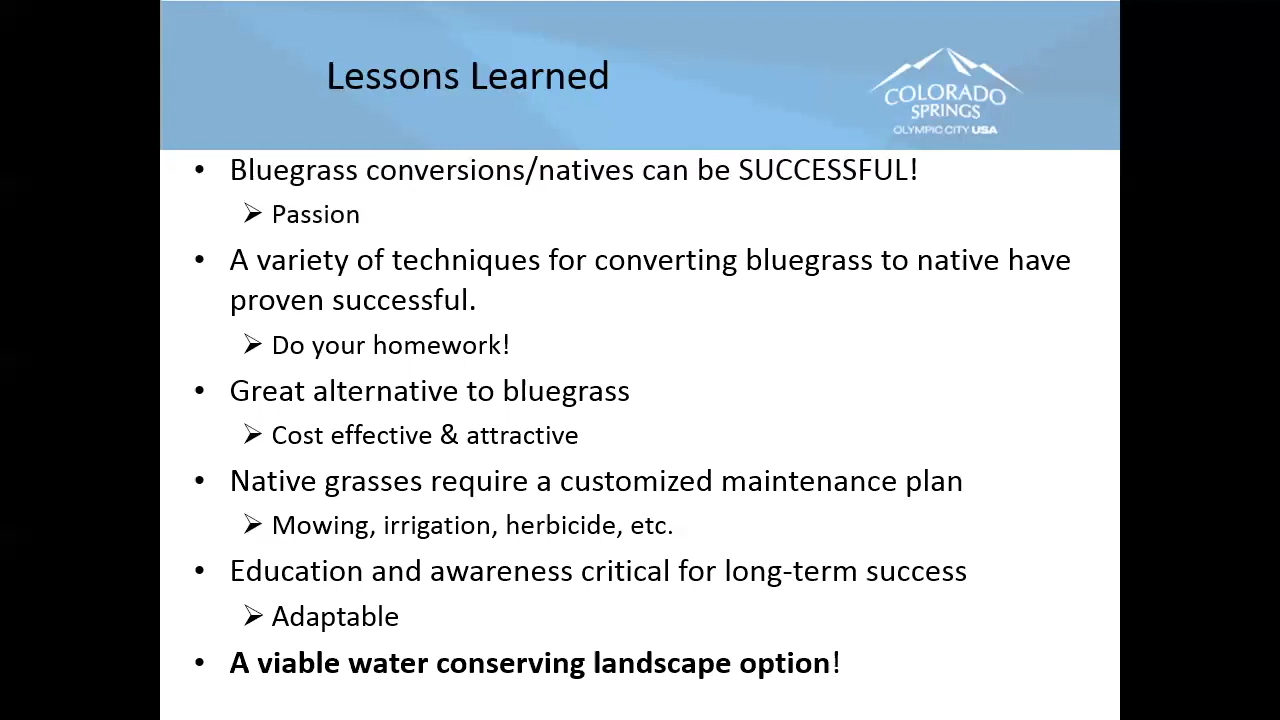 Lessons Learned
COLORADO
SPRINGS
OLYMPIC CITY USA
• Bluegrass conversions/natives can be SUCCESSFUL!
➢ Passion
• A variety of techniques for converting bluegrass to native have
proven successful.
➢ Do your homework!
• Great alternative to bluegrass
➢ Cost effective & attractive
• Native grasses require a customized maintenance plan
➢ Mowing, irrigation, herbicide, etc.
• Education and awareness critical for long-term success
➢ Adaptable
• A viable water conserving landscape option!